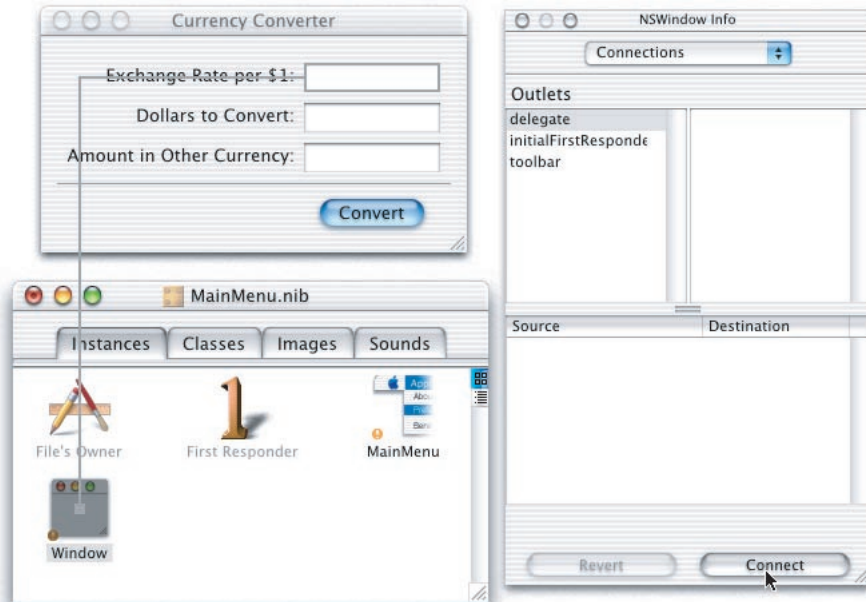 Currency Converter
Exchange Rate per $1:
Dollars to Convert:
Amount in Other Currency:
Convert
MainMenu.nib
Instances
Classes
Images
Sounds
File's Owner
1
First Responder
MainMenu
Window
NSWindow Info
Connections
Outlets
delegate
initialFirstResponde
toolbar
Source
Destination
Revert
Connect